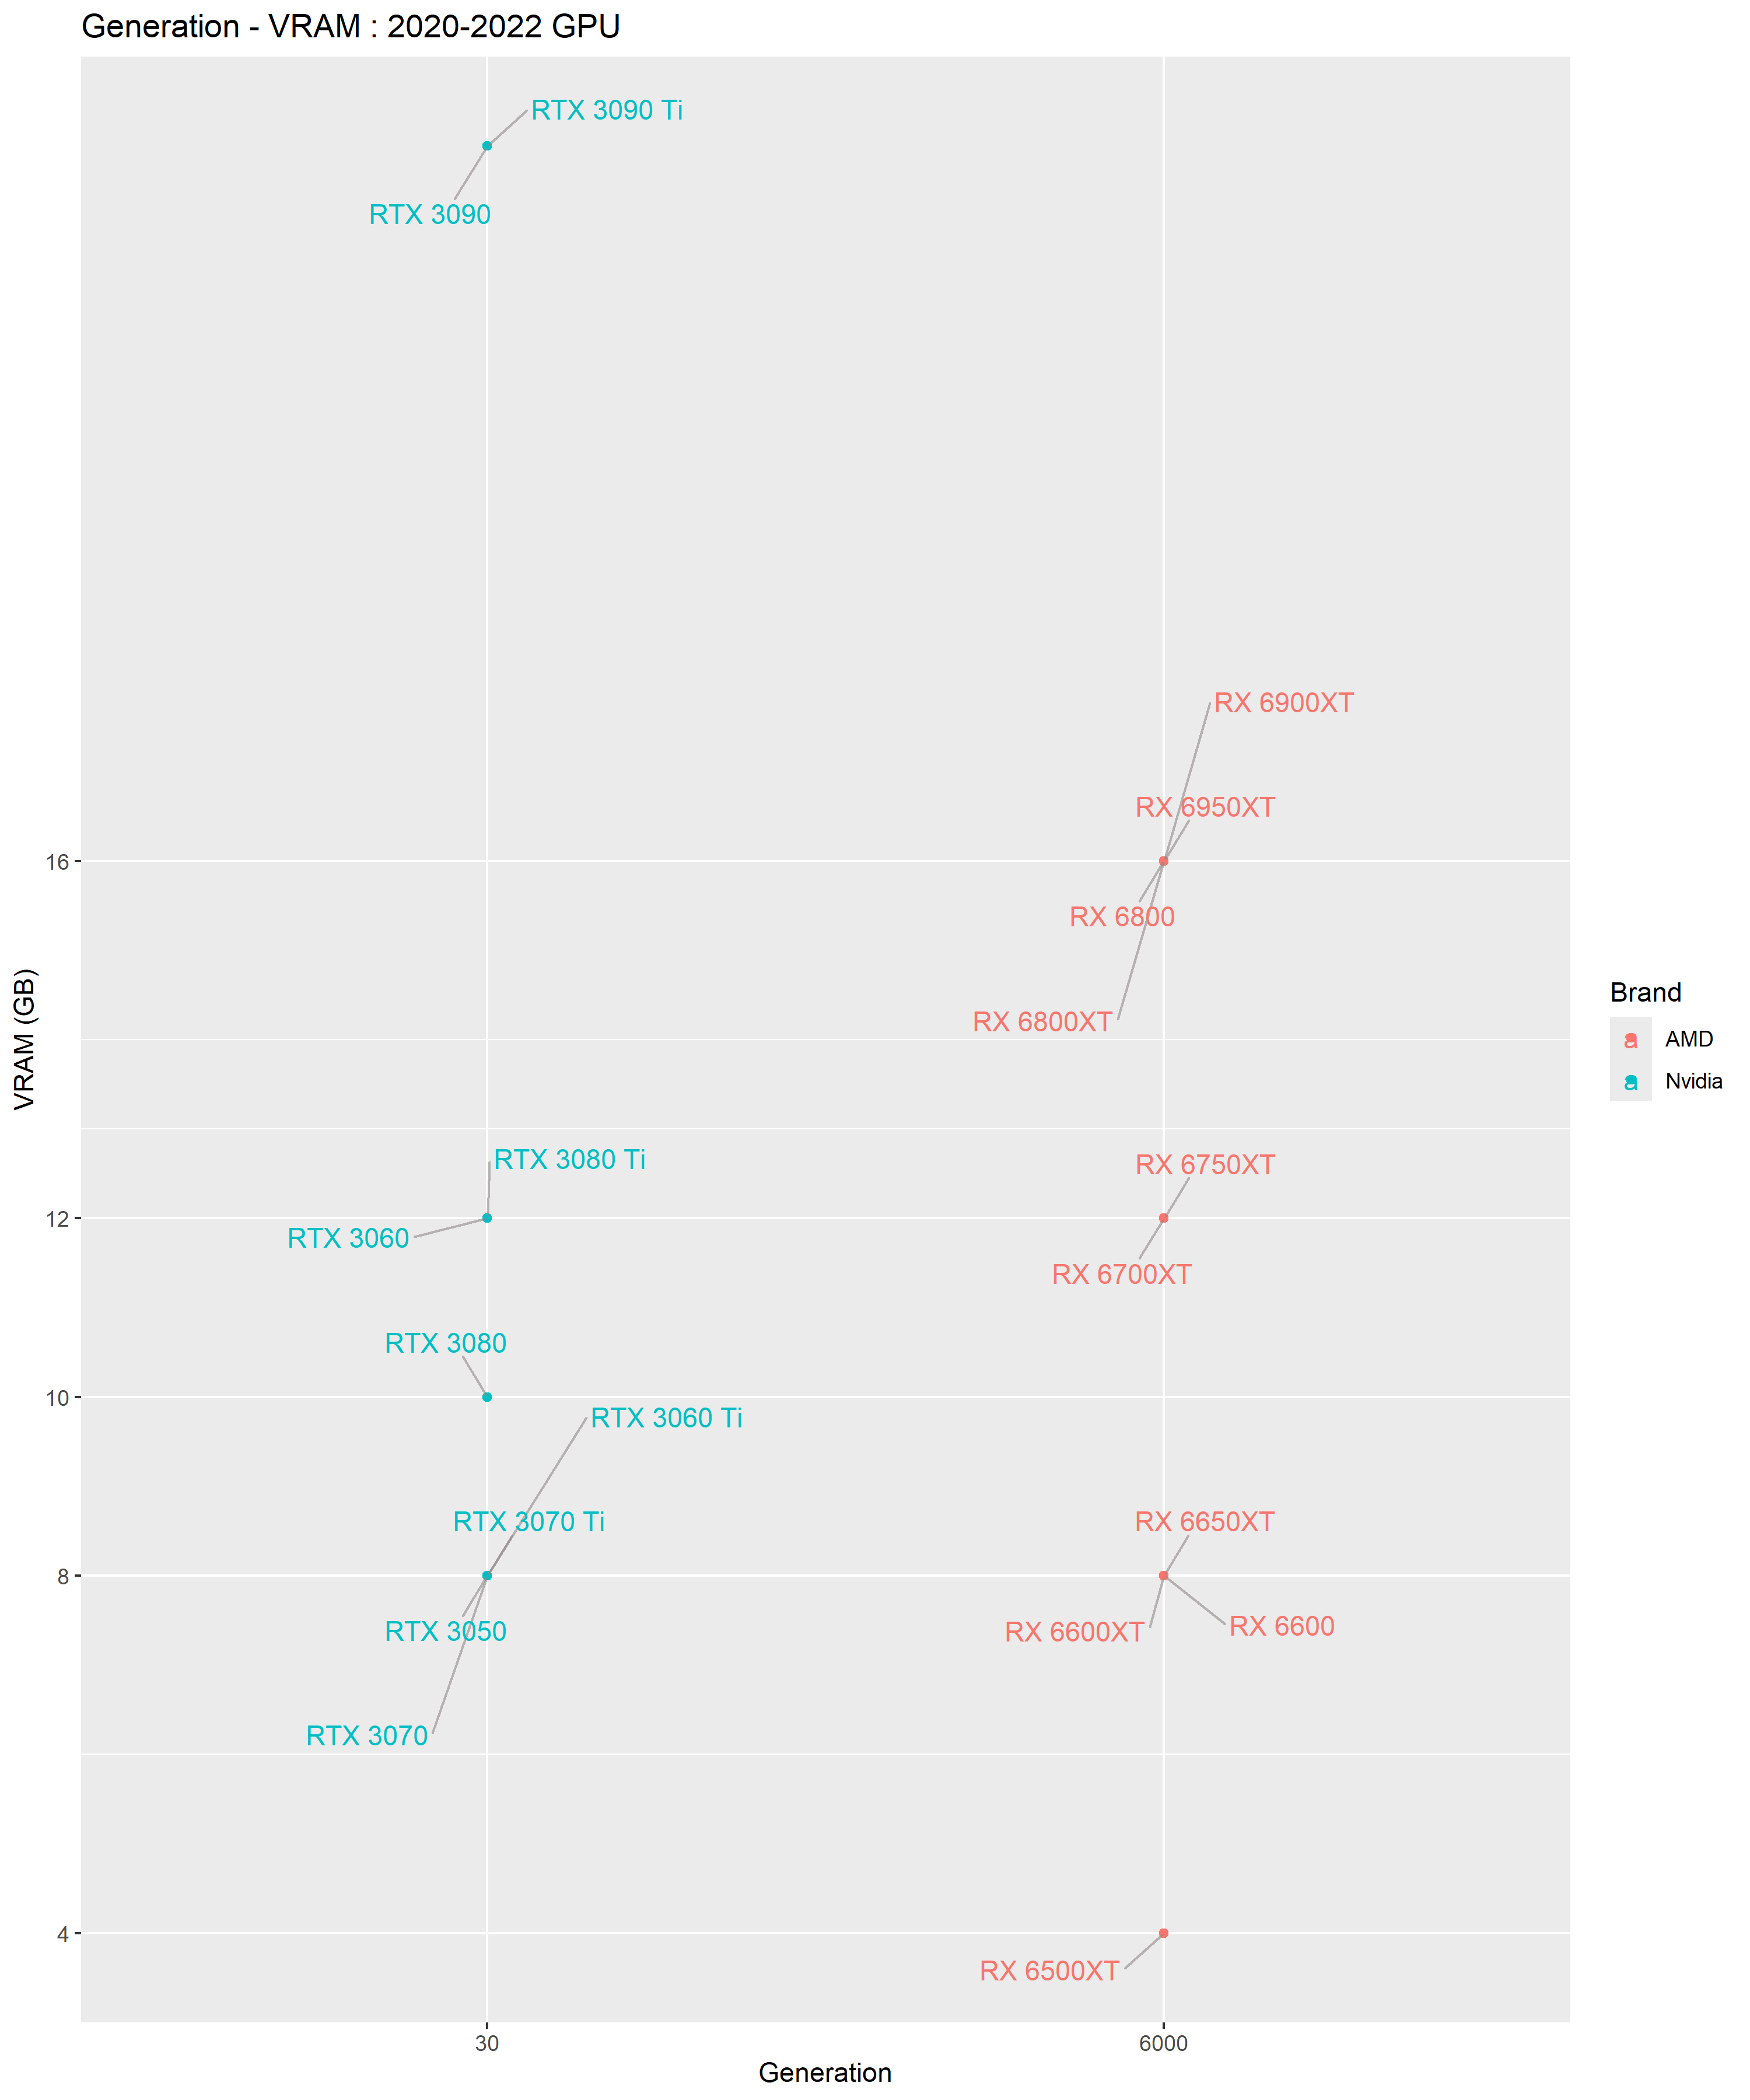 Generation - VRAM : 2020-2022 GPU
RTX 3090 Ti
RTX 3090
RX 6900XT
RX 6950XT
16
RX 6800
RX 6800XT
VRAM (GB)
Brand
a AMD
a Nvidia
RTX 3080 Ti
RX 6750XT
12
RTX 3060
RX 6700XT
RTX 3080
10
RTX 3060 Ti
RTX 3070 Ti
RX 6650XT
8
RTX 3050
RX 6600XT
RX 6600
RTX 3070
4
RX 6500XT
30
6000
Generation